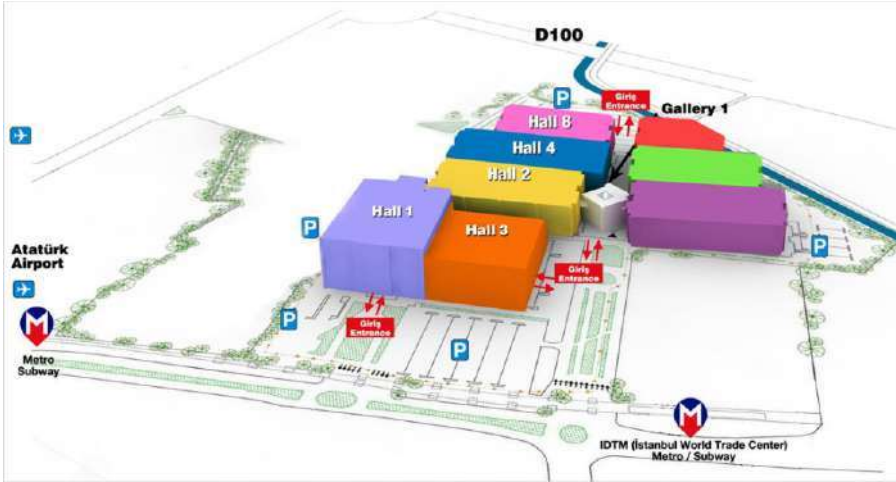 D100
P
Giriş
Entrance
Gallery 1
Hall 8
Hall 4
Hall 2
Hall 1
P
Hall 3
P
Giriş
Entrance
Atatürk
Airport
M
Metro
Subway
P
Giriş
Entrance
P
M
IDTM (İstanbul World Trade Center)
Metro / Subway